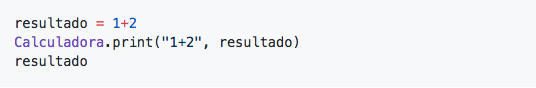 resultado = 1+2
Calculadora.print("1+2", resultado)
resultado